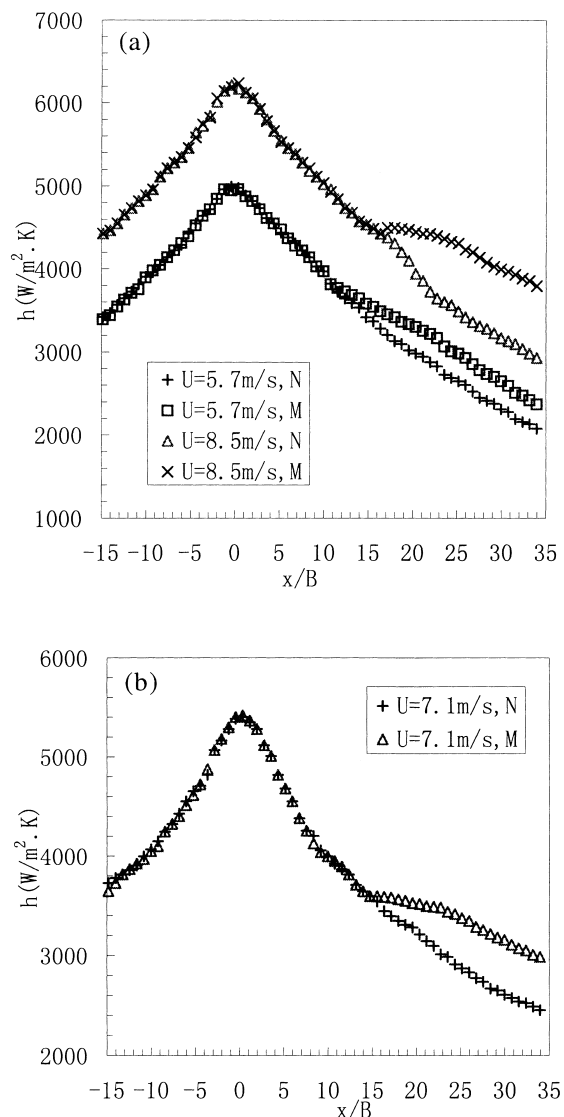 (a)
7000
6000
5000
4000
3000
2000
1000
h(W/m².K)
+ U=5.7m/s,N
□ U=5.7m/s,M
△ U=8.5m/s,N
× U=8.5m/s,M
-15 -10 -5 0 5 10 15 20 25 30 35
x/B
(b)
6000
5000
4000
3000
2000
h(W/m².K)
+ U=7.1m/s,N
△ U=7.1m/s,M
-15 -10 -5 0 5 10 15 20 25 30 35
x/B